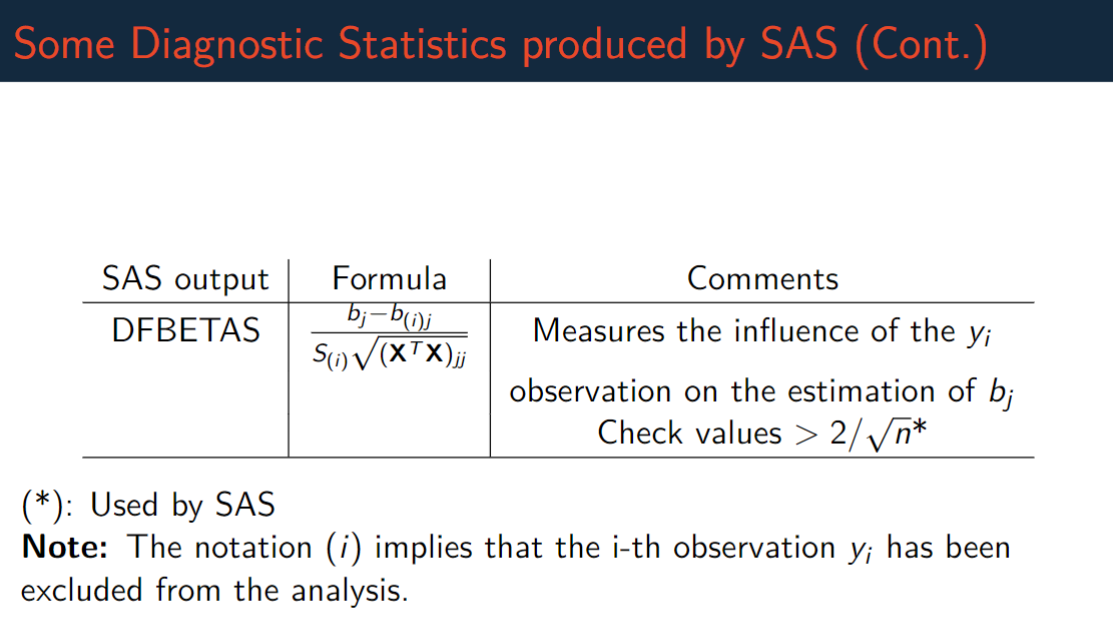 Some Diagnostic Statistics produced by SAS (Cont.)
SAS output Formula Comments
DFBETAS $\frac{b_j - b_{(i)j}}{S_{(i)}\sqrt{(\mathbf{X}^T\mathbf{X})_{jj}}}$ Measures the influence of the $y_i$
observation on the estimation of $b_j$
Check values $> 2/\sqrt{n}$*
(*): Used by SAS
Note: The notation $(i)$ implies that the i-th observation $y_i$ has been
excluded from the analysis.